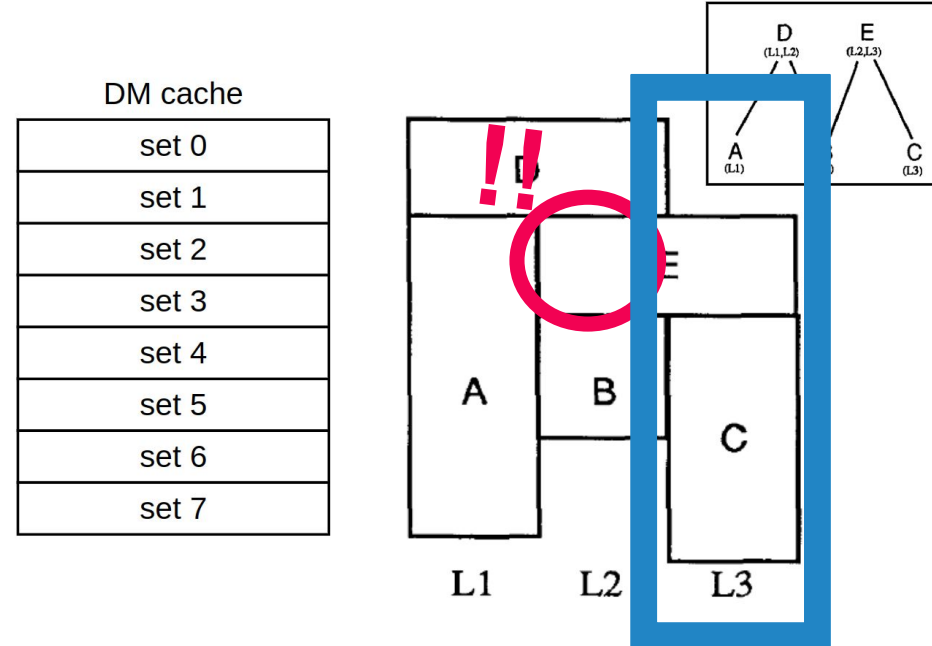 DM cache
set 0
set 1
set 2
set 3
set 4
set 5
set 6
set 7
D
(L1,L2)
E
(L2,L3)
A
(L1)
C
(L3)
!!
D
E
A
B
C
L1
L2
L3